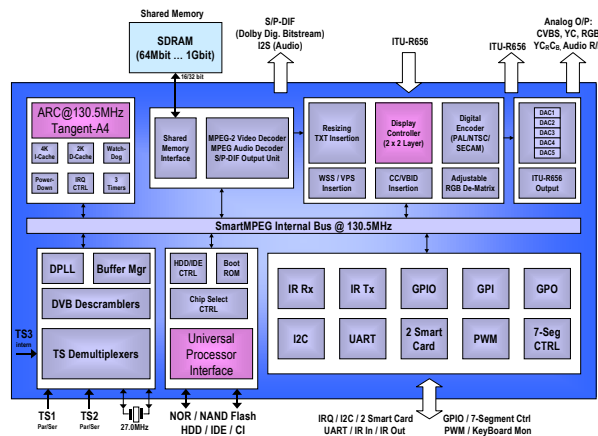 Shared Memory
SDRAM
(64Mbit ... 1Gbit)
16/32 bit
S/P-DIF
(Dolby Dig. Bitstream)
I2S (Audio)
ITU-R656
ITU-R656
Analog O/P:
CVBS, YC, RGB
YCRCB, Audio R/
ARC@130.5MHz
Tangent-A4
4K
I-Cache
2K
D-Cache
Watch-
Dog
Power-
Down
IRQ
CTRL
3
Timers
Shared
Memory
Interface
MPEG-2 Video Decoder
MPEG Audio Decoder
S/P-DIF Output Unit
Resizing
TXT Insertion
Display
Controller
(2 x 2 Layer)
Digital
Encoder
(PAL/NTSC/
SECAM)
WSS / VPS
Insertion
CC/VBID
Insertion
Adjustable
RGB De-Matrix
DAC1
DAC2
DAC3
DAC4
DAC5
ITU-R656
Output
SmartMPEG Internal Bus @ 130.5MHz
DPLL
Buffer Mgr
DVB Descramblers
TS Demultiplexers
HDD/IDE
CTRL
Boot
ROM
Chip Select
CTRL
Universal
Processor
Interface
IR Rx
IR Tx
GPIO
GPI
GPO
I2C
UART
2 Smart
Card
PWM
7-Seg
CTRL
TS3
intern
TS1
Par/Ser
TS2
Par/Ser
27.0MHz
NOR / NAND Flash
HDD / IDE / CI
IRQ / I2C / 2 Smart Card
UART / IR In / IR Out
GPIO / 7-Segment Ctrl
PWM / KeyBoard Mon